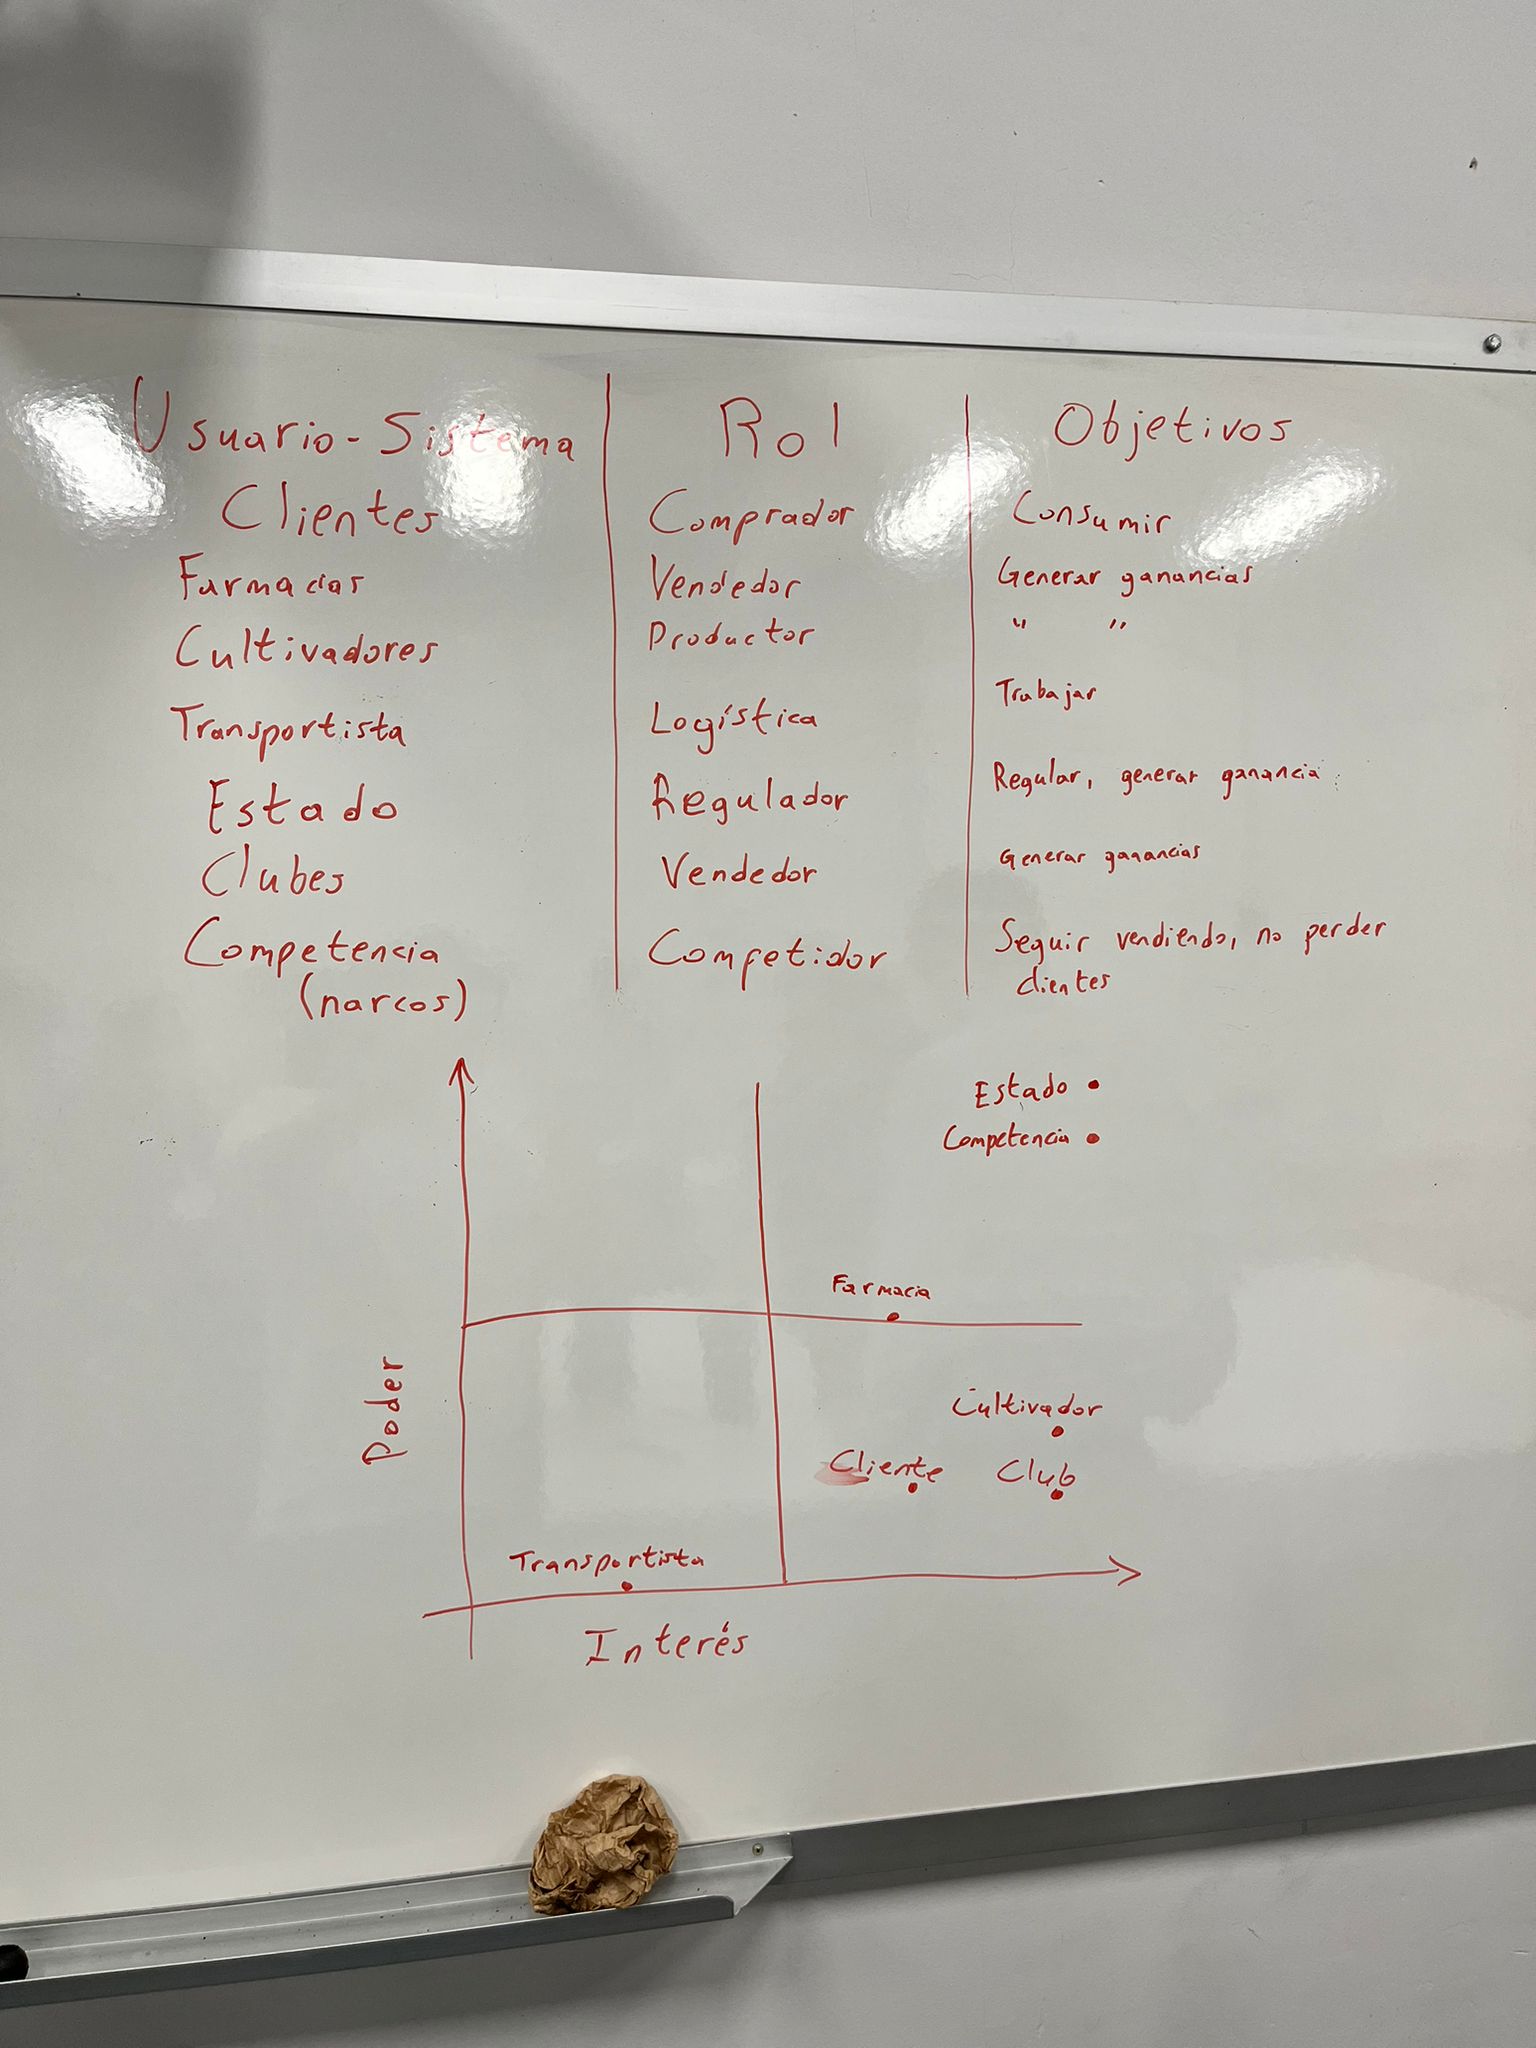 Usuario-Sistema Rol Objetivos
Clientes Comprador Consumir
Farmacias Vendedor Generar ganancias
Cultivadores Productor " "
Transportista Logística Trabajar
Estado Regulador Regular, generar ganancia
Clubes Vendedor Generar ganancias
Competencia Competidor Seguir vendiendo, no perder
(narcos) clientes
Estado
Competencia
Farmacia
Poder
Cultivador
Cliente Club
Transportista
Interés